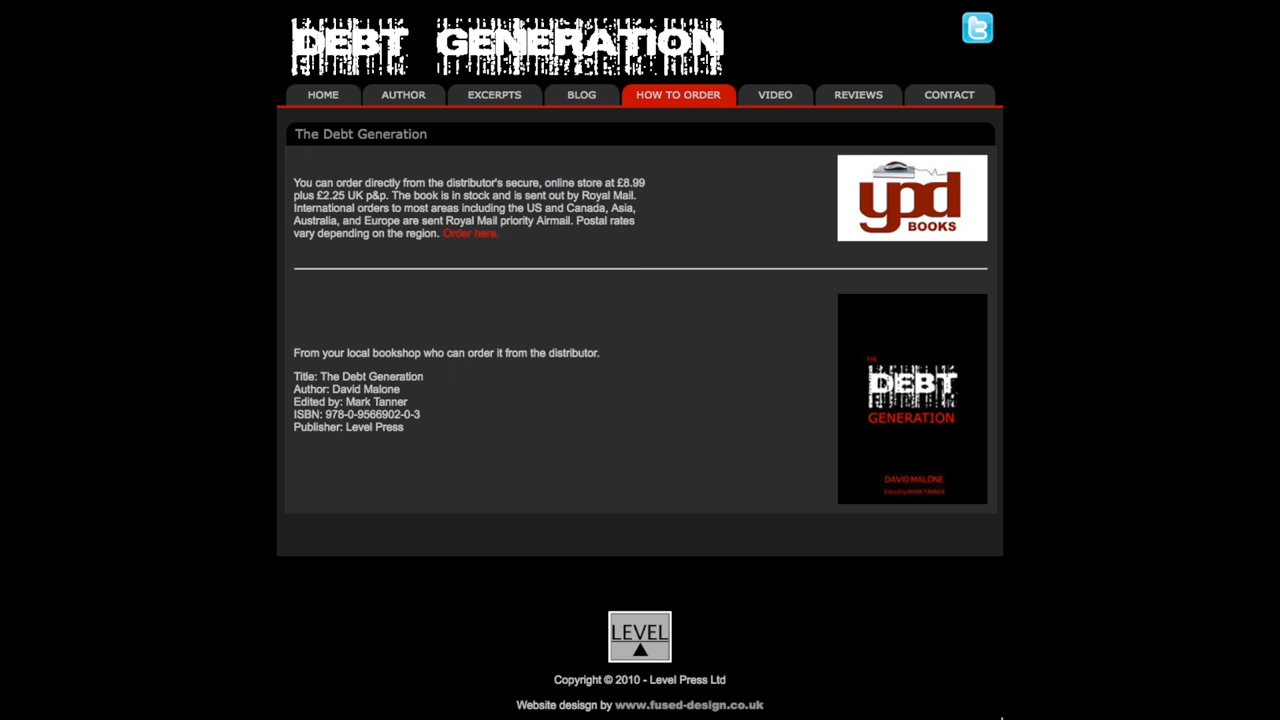 DEBT GENERATION
HOME AUTHOR EXCERPTS BLOG HOW TO ORDER VIDEO REVIEWS CONTACT
The Debt Generation
You can order directly from the distributor's secure, online store at £8.99
plus £2.25 UK p&p. The book is in stock and is sent out by Royal Mail.
International orders to most areas including the US and Canada, Asia,
Australia, and Europe are sent Royal Mail priority Airmail. Postal rates
vary depending on the region. Order here.
ypd
BOOKS
From your local bookshop who can order it from the distributor.
Title: The Debt Generation
Author: David Malone
Edited by: Mark Tanner
ISBN: 978-0-9566902-0-3
Publisher: Level Press
THE
DEBT
GENERATION
DAVID MALONE
Edited by MARK TANNER
LEVEL
Copyright © 2010 - Level Press Ltd
Website desisgn by www.fused-design.co.uk